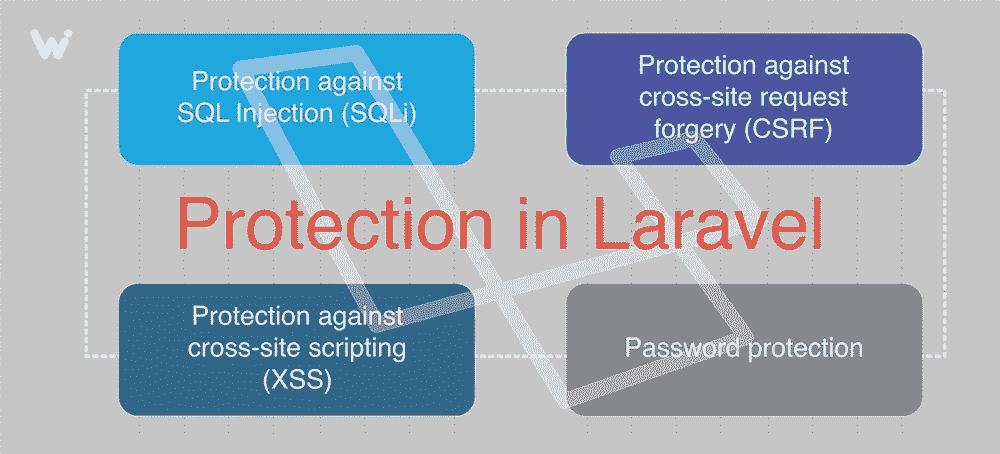 Wi
Protection against
SQL Injection (SQLi)
Protection against
cross-site request
forgery (CSRF)
Protection in Laravel
Protection against
cross-site scripting
(XSS)
Password protection